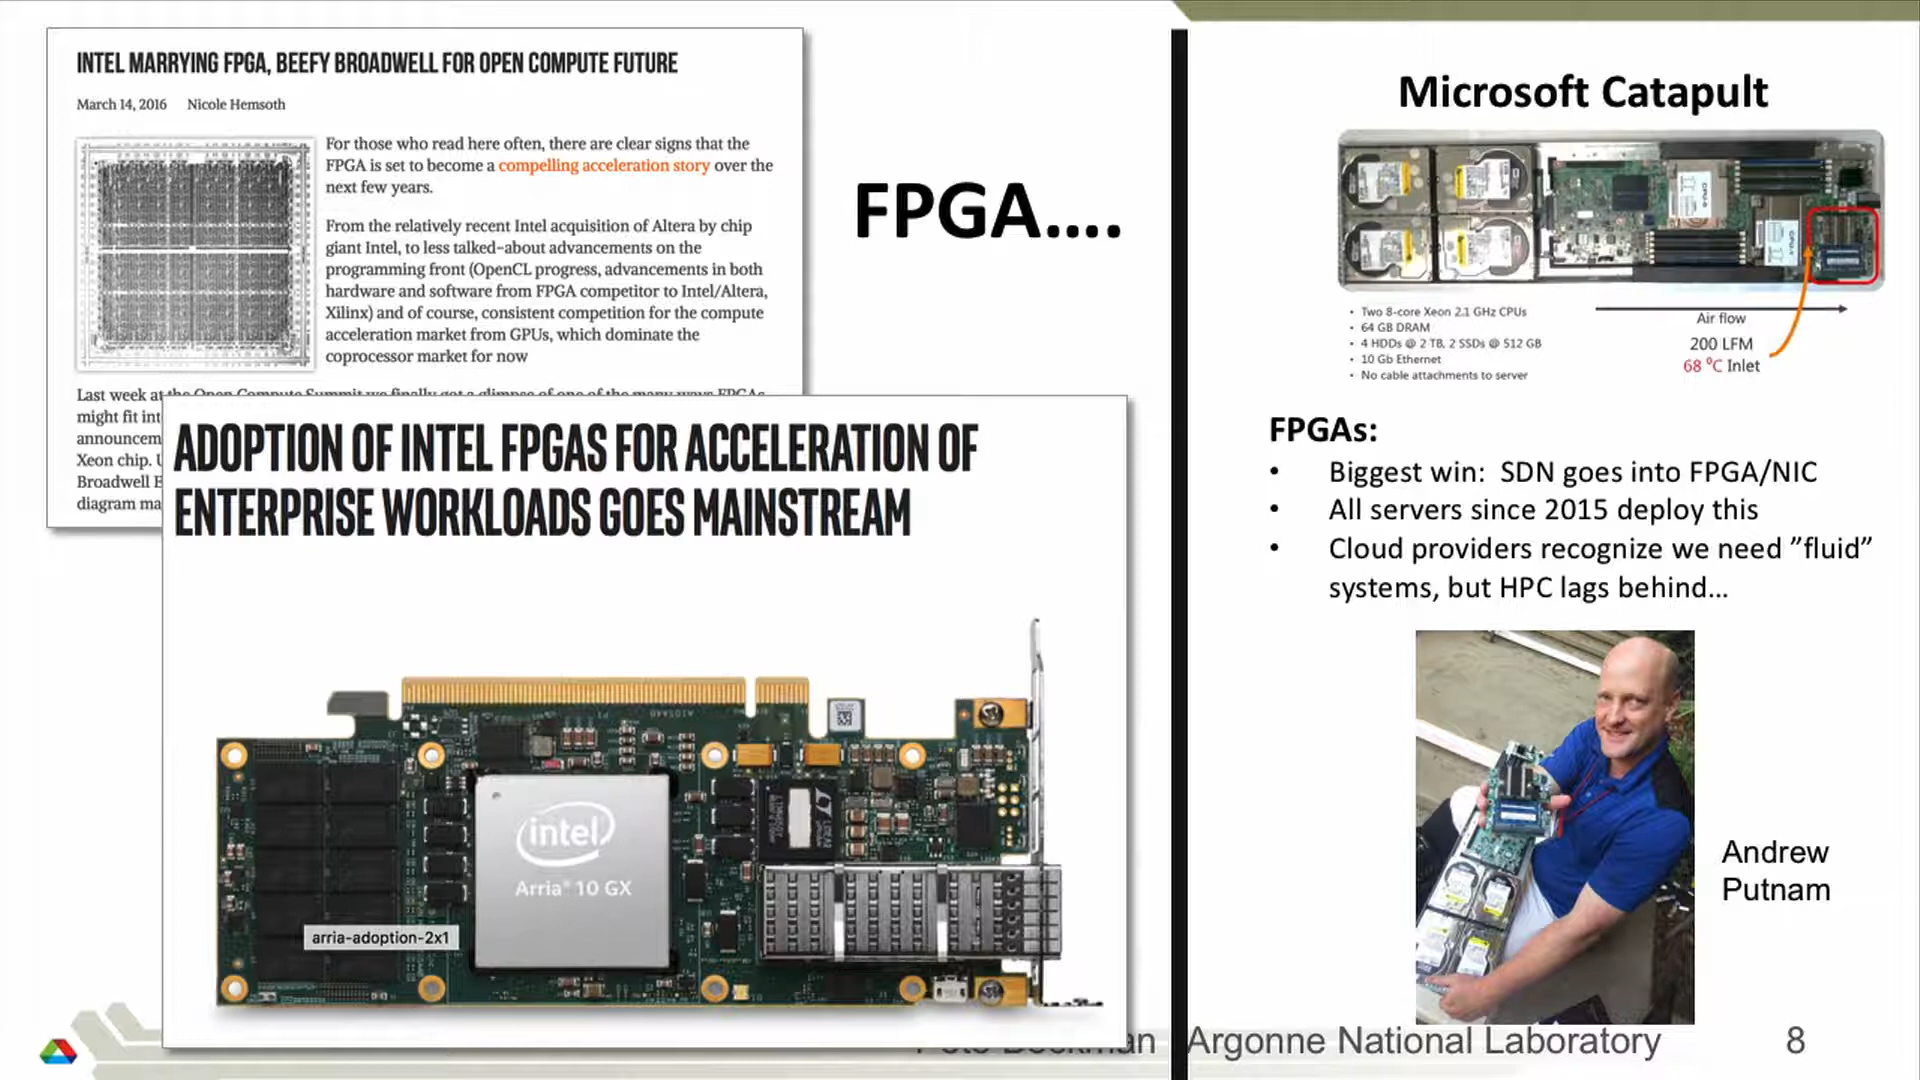 INTEL MARRYING FPGA, BEEFY BROADWELL FOR OPEN COMPUTE FUTURE
March 14, 2016 Nicole Hemsoth
For those who read here often, there are clear signs that the
FPGA is set to become a compelling acceleration story over the
next few years.
From the relatively recent Intel acquisition of Altera by chip
giant Intel, to less talked-about advancements on the
programming front (OpenCL progress, advancements in both
hardware and software from FPGA competitor to Intel/Altera,
Xilinx) and of course, consistent competition for the compute
acceleration market from GPUs, which dominate the
coprocessor market for now
Last week at the Open Compute Summit we finally got a glimpse of one of the many ways FPGAs
might fit int
announcem
Xeon chip. U
Broadwell E
diagram ma
ADOPTION OF INTEL FPGAS FOR ACCELERATION OF
ENTERPRISE WORKLOADS GOES MAINSTREAM
intel
Arria® 10 GX
arria-adoption-2x1
FPGA....
Microsoft Catapult
• Two 8-core Xeon 2.1 GHz CPUs
• 64 GB DRAM
• 4 HDDs @ 2 TB, 2 SSDs @ 512 GB
• 10 Gb Ethernet
• No cable attachments to server
Air flow
200 LFM
68 ⁰C Inlet
FPGAs:
• Biggest win: SDN goes into FPGA/NIC
• All servers since 2015 deploy this
• Cloud providers recognize we need ”fluid”
systems, but HPC lags behind...
Andrew
Putnam
Argonne National Laboratory
8